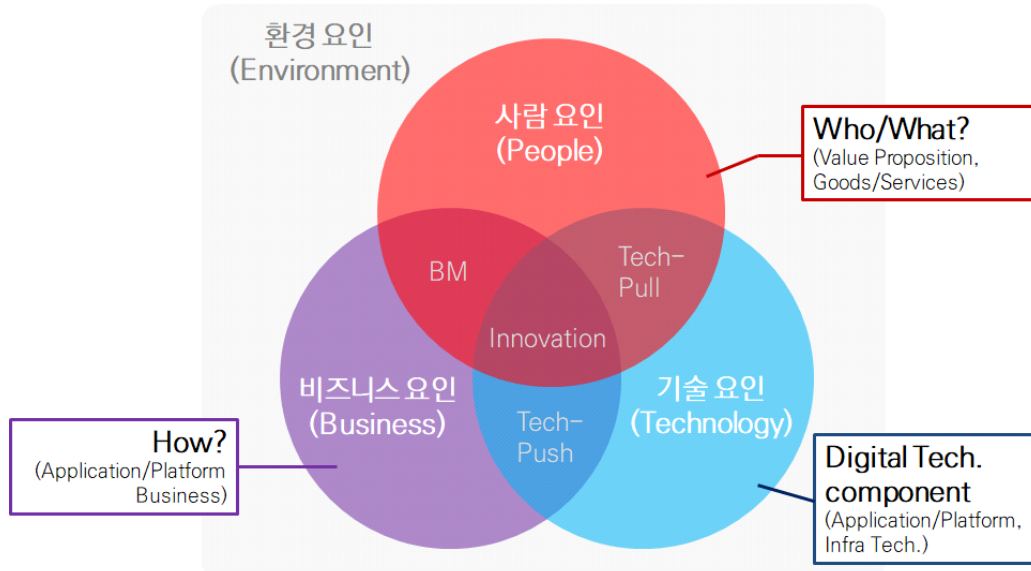 환경 요인
(Environment)
사람 요인
(People)
Who/What?
(Value Proposition,
Goods/Services)
BM
Tech-
Pull
Innovation
비즈니스 요인
(Business)
기술 요인
(Technology)
Tech-
Push
How?
(Application/Platform
Business)
Digital Tech.
component
(Application/Platform,
Infra Tech.)